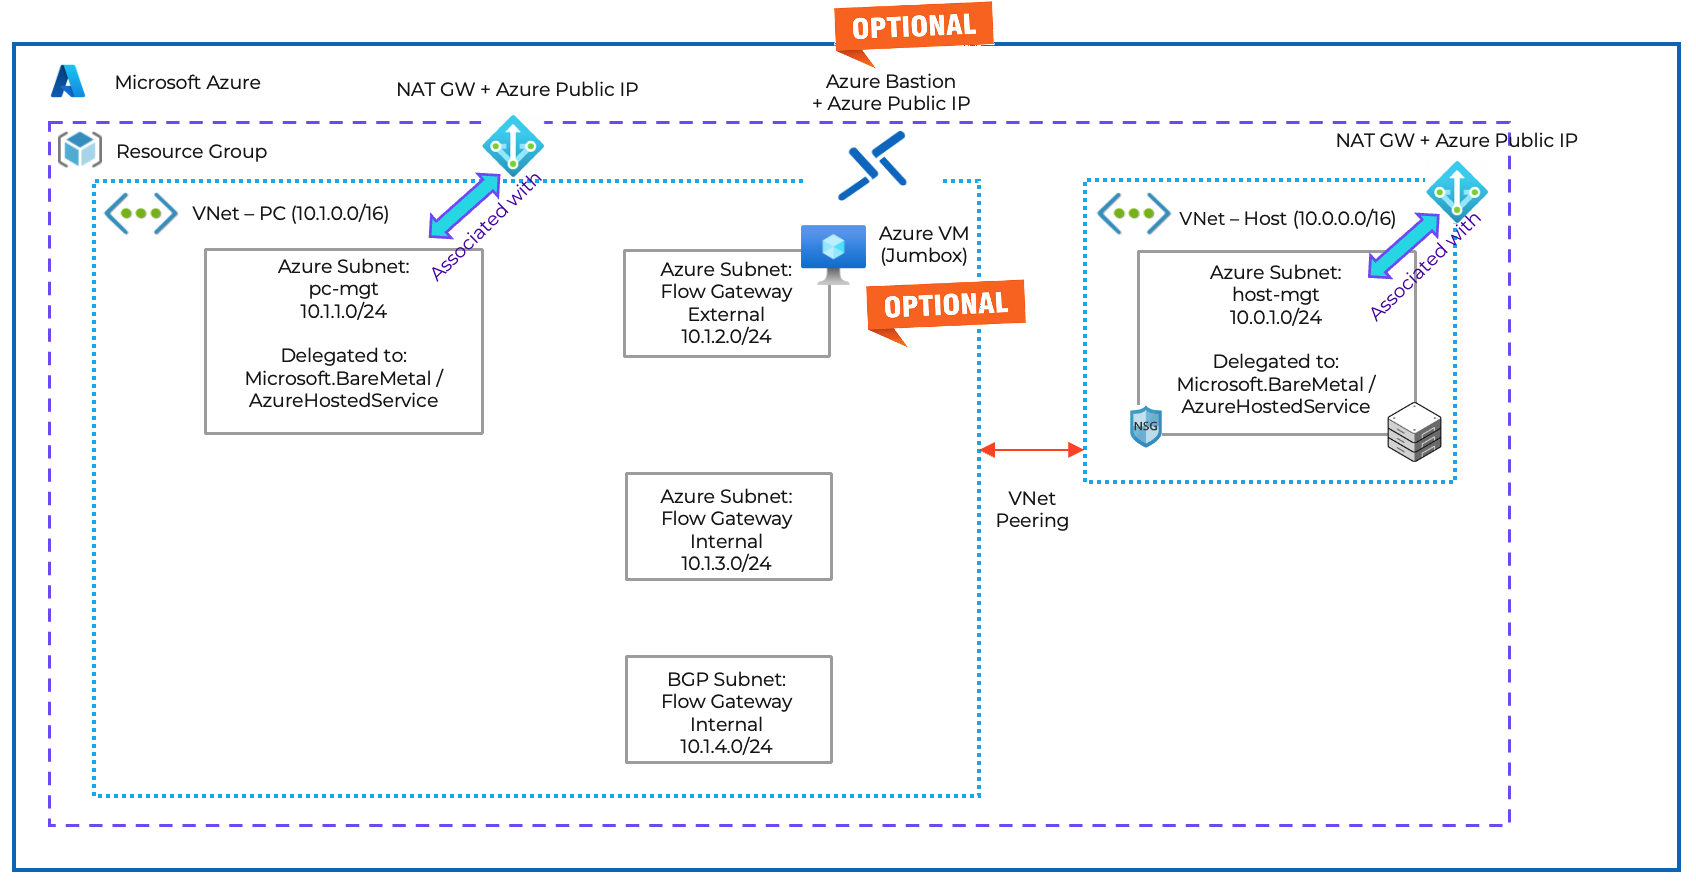 OPTIONAL
Microsoft Azure
NAT GW + Azure Public IP
Azure Bastion
+ Azure Public IP
NAT GW + Azure Public IP
Resource Group
Associated with
VNet – PC (10.1.0.0/16)
Azure Subnet:
pc-mgt
10.1.1.0/24
Delegated to:
Microsoft.BareMetal /
AzureHostedService
Azure VM
(Jumbox)
OPTIONAL
Azure Subnet:
Flow Gateway
External
10.1.2.0/24
Azure Subnet:
Flow Gateway
Internal
10.1.3.0/24
BGP Subnet:
Flow Gateway
Internal
10.1.4.0/24
VNet
Peering
VNet – Host (10.0.0.0/16)
Associated with
Azure Subnet:
host-mgt
10.0.1.0/24
Delegated to:
Microsoft.BareMetal /
AzureHostedService
NSG